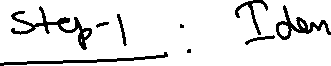 Step-1 : Iden